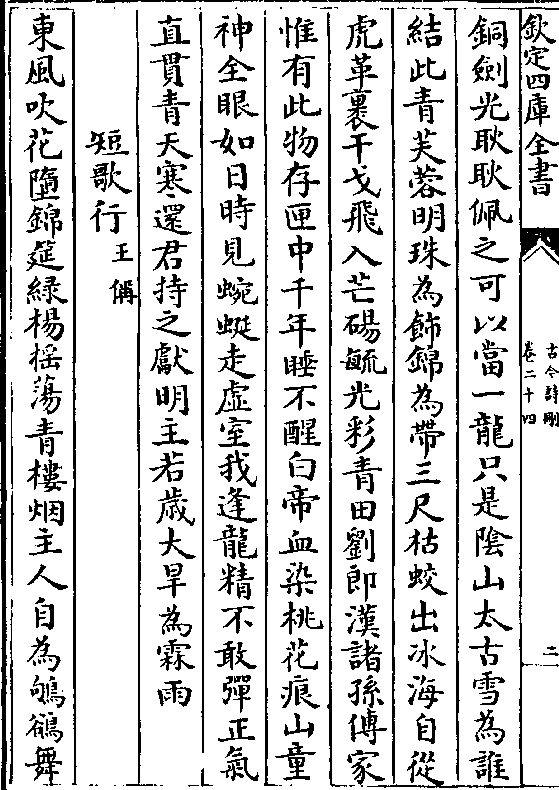 欽定四庫全書
古今詩刪
卷二十四
二
銅劍光耿耿佩之可以當一龍只是陰山太古雪為誰
結此青芙蓉明珠為飾錦為帶三尺枯蛟出冰海自從
虎革裹干戈飛入芒碭毓光彩青田劉郎漢諸孫傳家
惟有此物存匣中千年睡不醒白帝血染桃花痕山童
神全眼如日時見蜿蜒走虛室我逢龍精不敢彈正氣
直貫青天寒還君持之獻明主若歳大旱為霖雨
短歌行
王偁
東風吹花墮錦筵綠楊揺蕩青樓烟主人自為鴝鵒舞